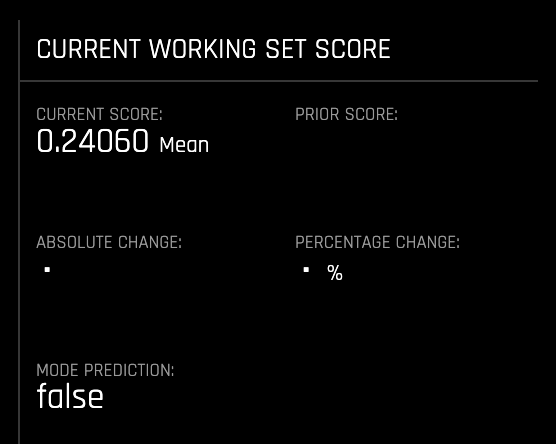 CURRENT WORKING SET SCORE
CURRENT SCORE: PRIOR SCORE:
0.24060 Mean
ABSOLUTE CHANGE: PERCENTAGE CHANGE:
%
MODE PREDICTION:
false